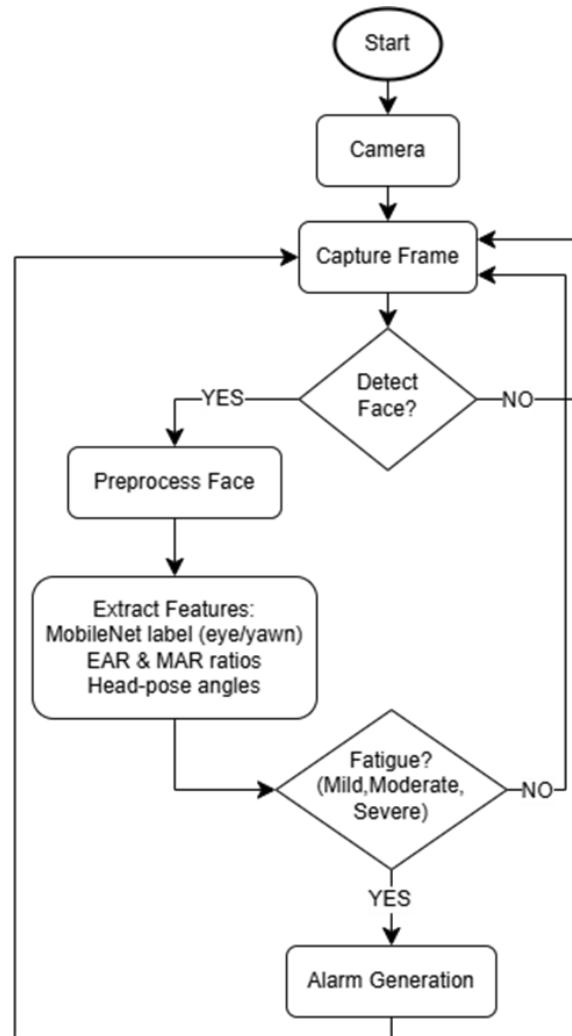 Start
Camera
Capture Frame
Detect
Face?
YES
NO
Preprocess Face
Extract Features:
MobileNet label (eye/yawn)
EAR & MAR ratios
Head-pose angles
Fatigue?
(Mild,Moderate,
Severe)
NO
YES
Alarm Generation